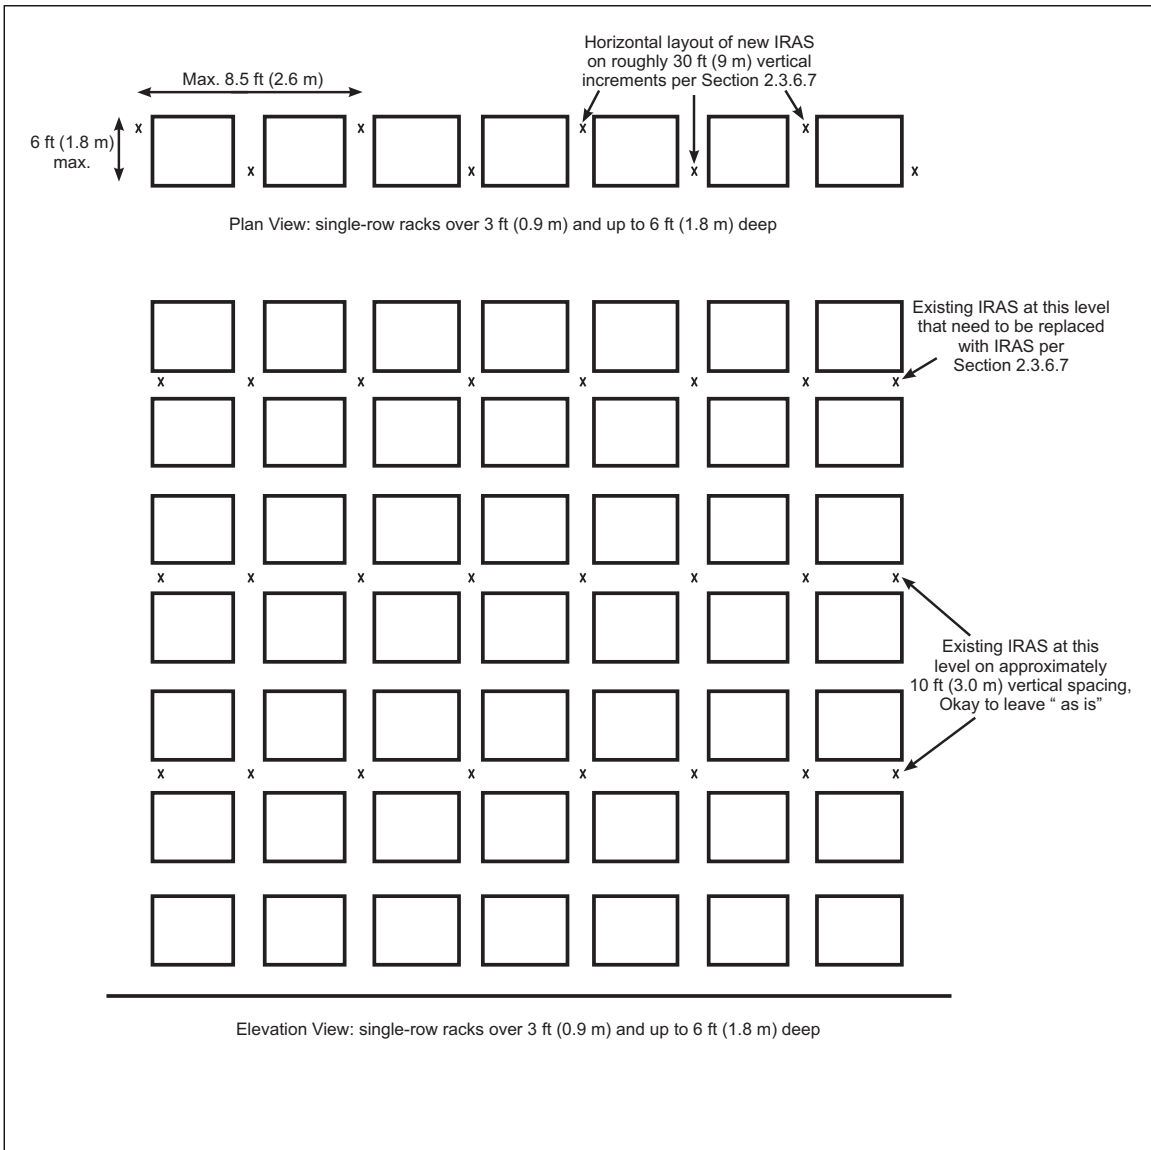 Horizontal layout of new IRAS
on roughly 30 ft (9 m) vertical
increments per Section 2.3.6.7
Max. 8.5 ft (2.6 m)
6 ft (1.8 m)
max.
x x x x
x x x x
Plan View: single-row racks over 3 ft (0.9 m) and up to 6 ft (1.8 m) deep
Existing IRAS at this level
that need to be replaced
with IRAS per
Section 2.3.6.7
x x x x x x x x
x x x x x x x x
Existing IRAS at this
level on approximately
10 ft (3.0 m) vertical spacing,
Okay to leave “ as is”
x x x x x x x x
Elevation View: single-row racks over 3 ft (0.9 m) and up to 6 ft (1.8 m) deep